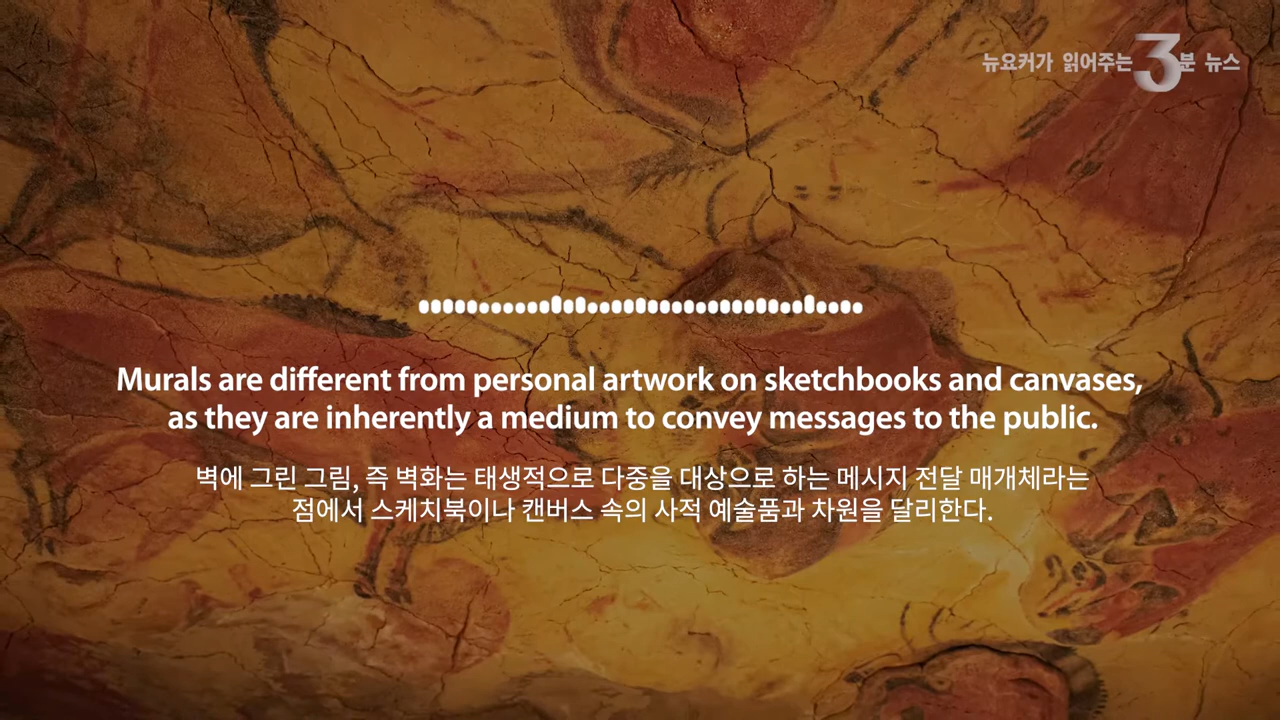 뉴요커가 읽어주는 3분 뉴스
Murals are different from personal artwork on sketchbooks and canvases,
as they are inherently a medium to convey messages to the public.
벽에 그린 그림, 즉 벽화는 태생적으로 다중을 대상으로 하는 메시지 전달 매개체라는
점에서 스케치북이나 캔버스 속의 사적 예술품과 차원을 달리한다.